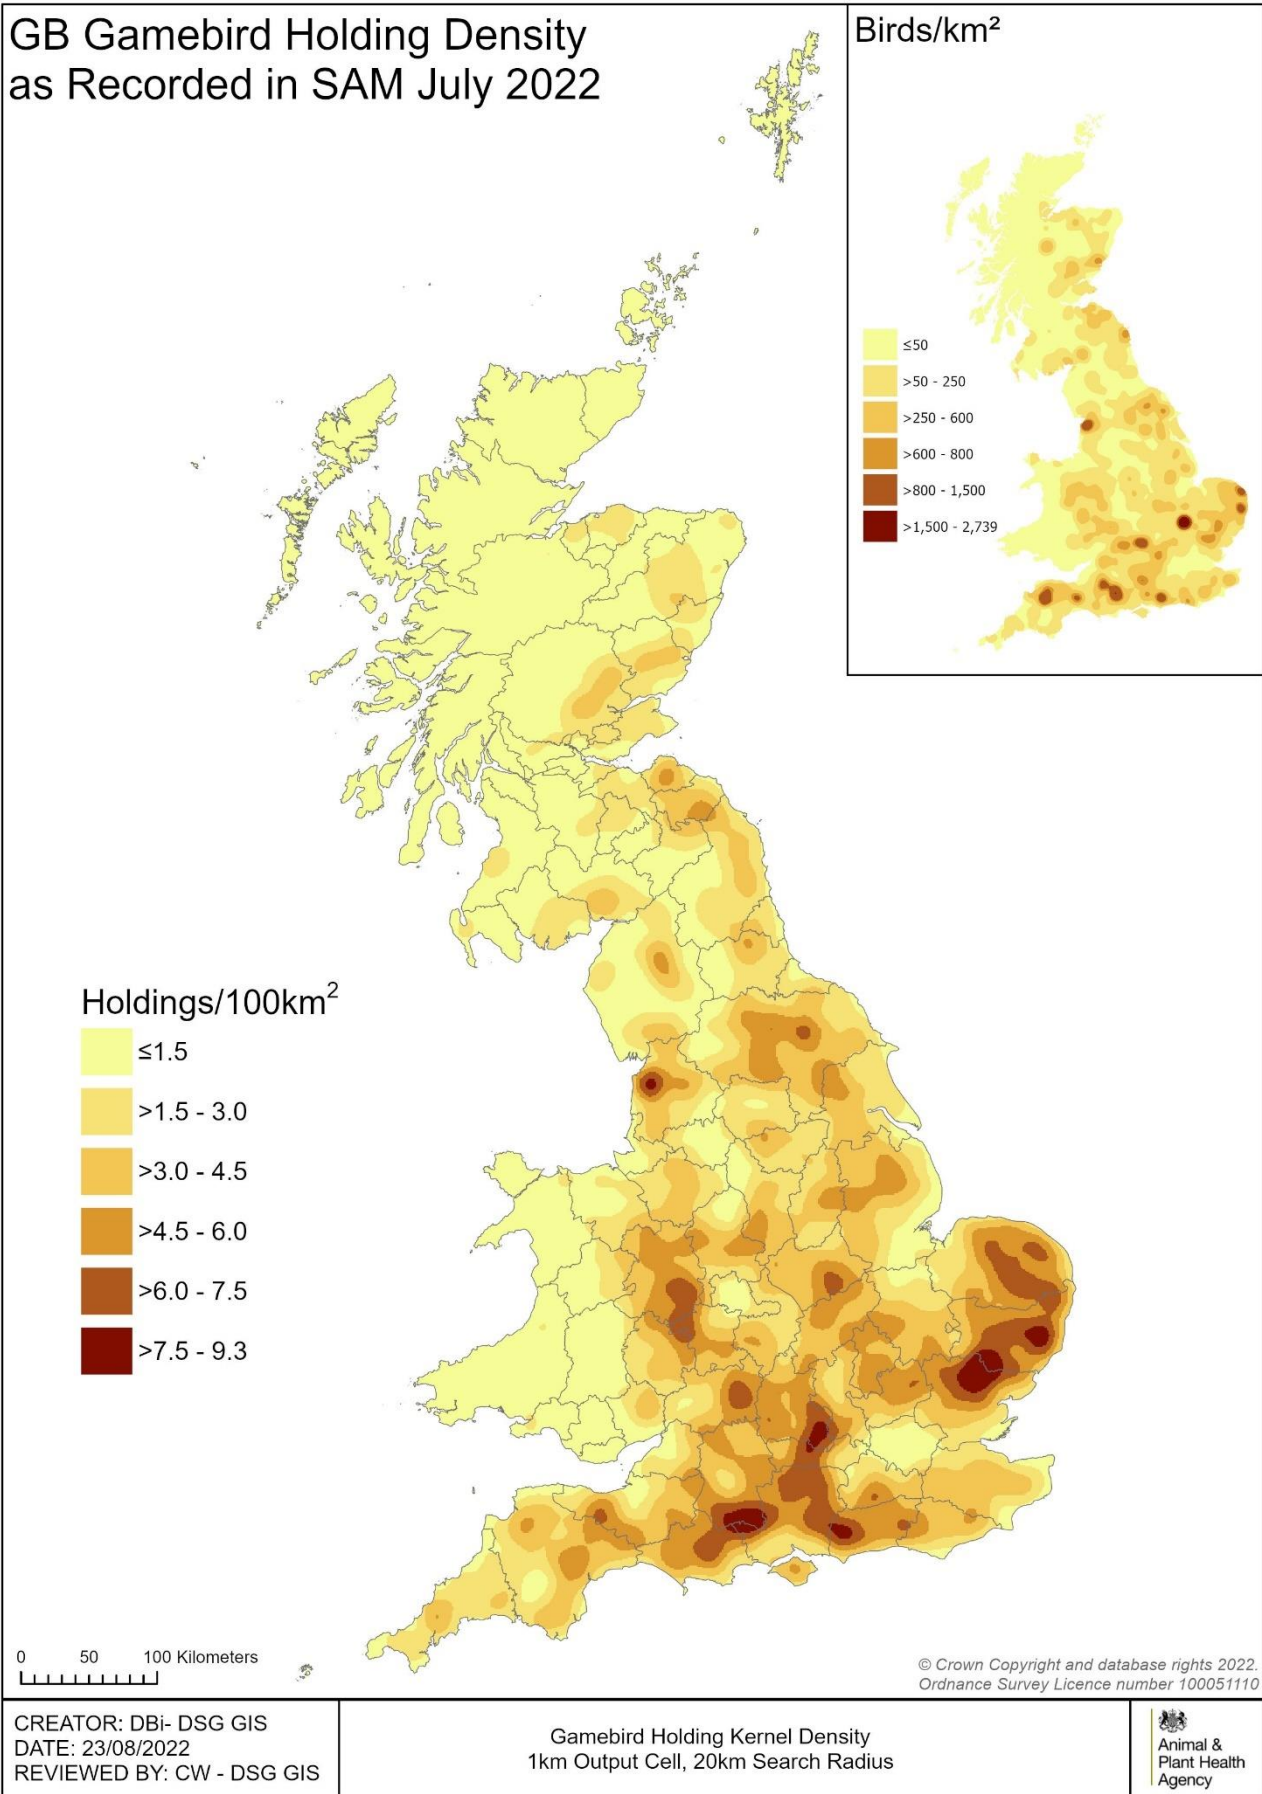 GB Gamebird Holding Density
as Recorded in SAM July 2022
Birds/km²
≤50
>50 - 250
>250 - 600
>600 - 800
>800 - 1,500
>1,500 - 2,739
Holdings/100km²
≤1.5
>1.5 - 3.0
>3.0 - 4.5
>4.5 - 6.0
>6.0 - 7.5
>7.5 - 9.3
0 50 100 Kilometers
© Crown Copyright and database rights 2022.
Ordnance Survey Licence number 100051110
CREATOR: DBi- DSG GIS
DATE: 23/08/2022
REVIEWED BY: CW - DSG GIS
Gamebird Holding Kernel Density
1km Output Cell, 20km Search Radius
Animal &
Plant Health
Agency